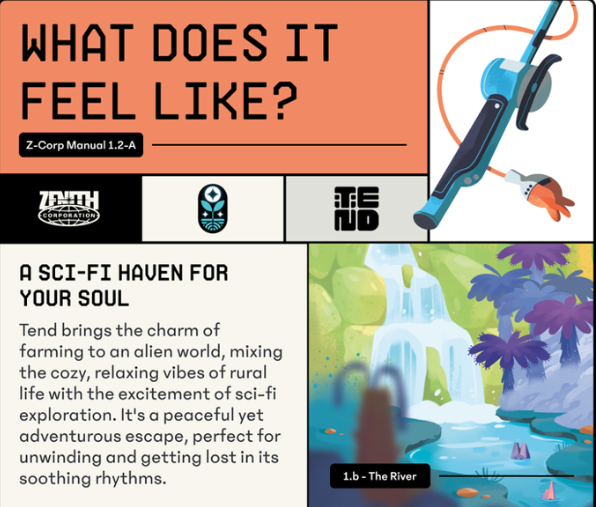 WHAT DOES IT
FEEL LIKE?
Z-Corp Manual 1.2-A
ZENITH
CORPORATION
TEND
A SCI-FI HAVEN FOR
YOUR SOUL
Tend brings the charm of
farming to an alien world, mixing
the cozy, relaxing vibes of rural
life with the excitement of sci-fi
exploration. It's a peaceful yet
adventurous escape, perfect for
unwinding and getting lost in its
soothing rhythms.
1.b - The River